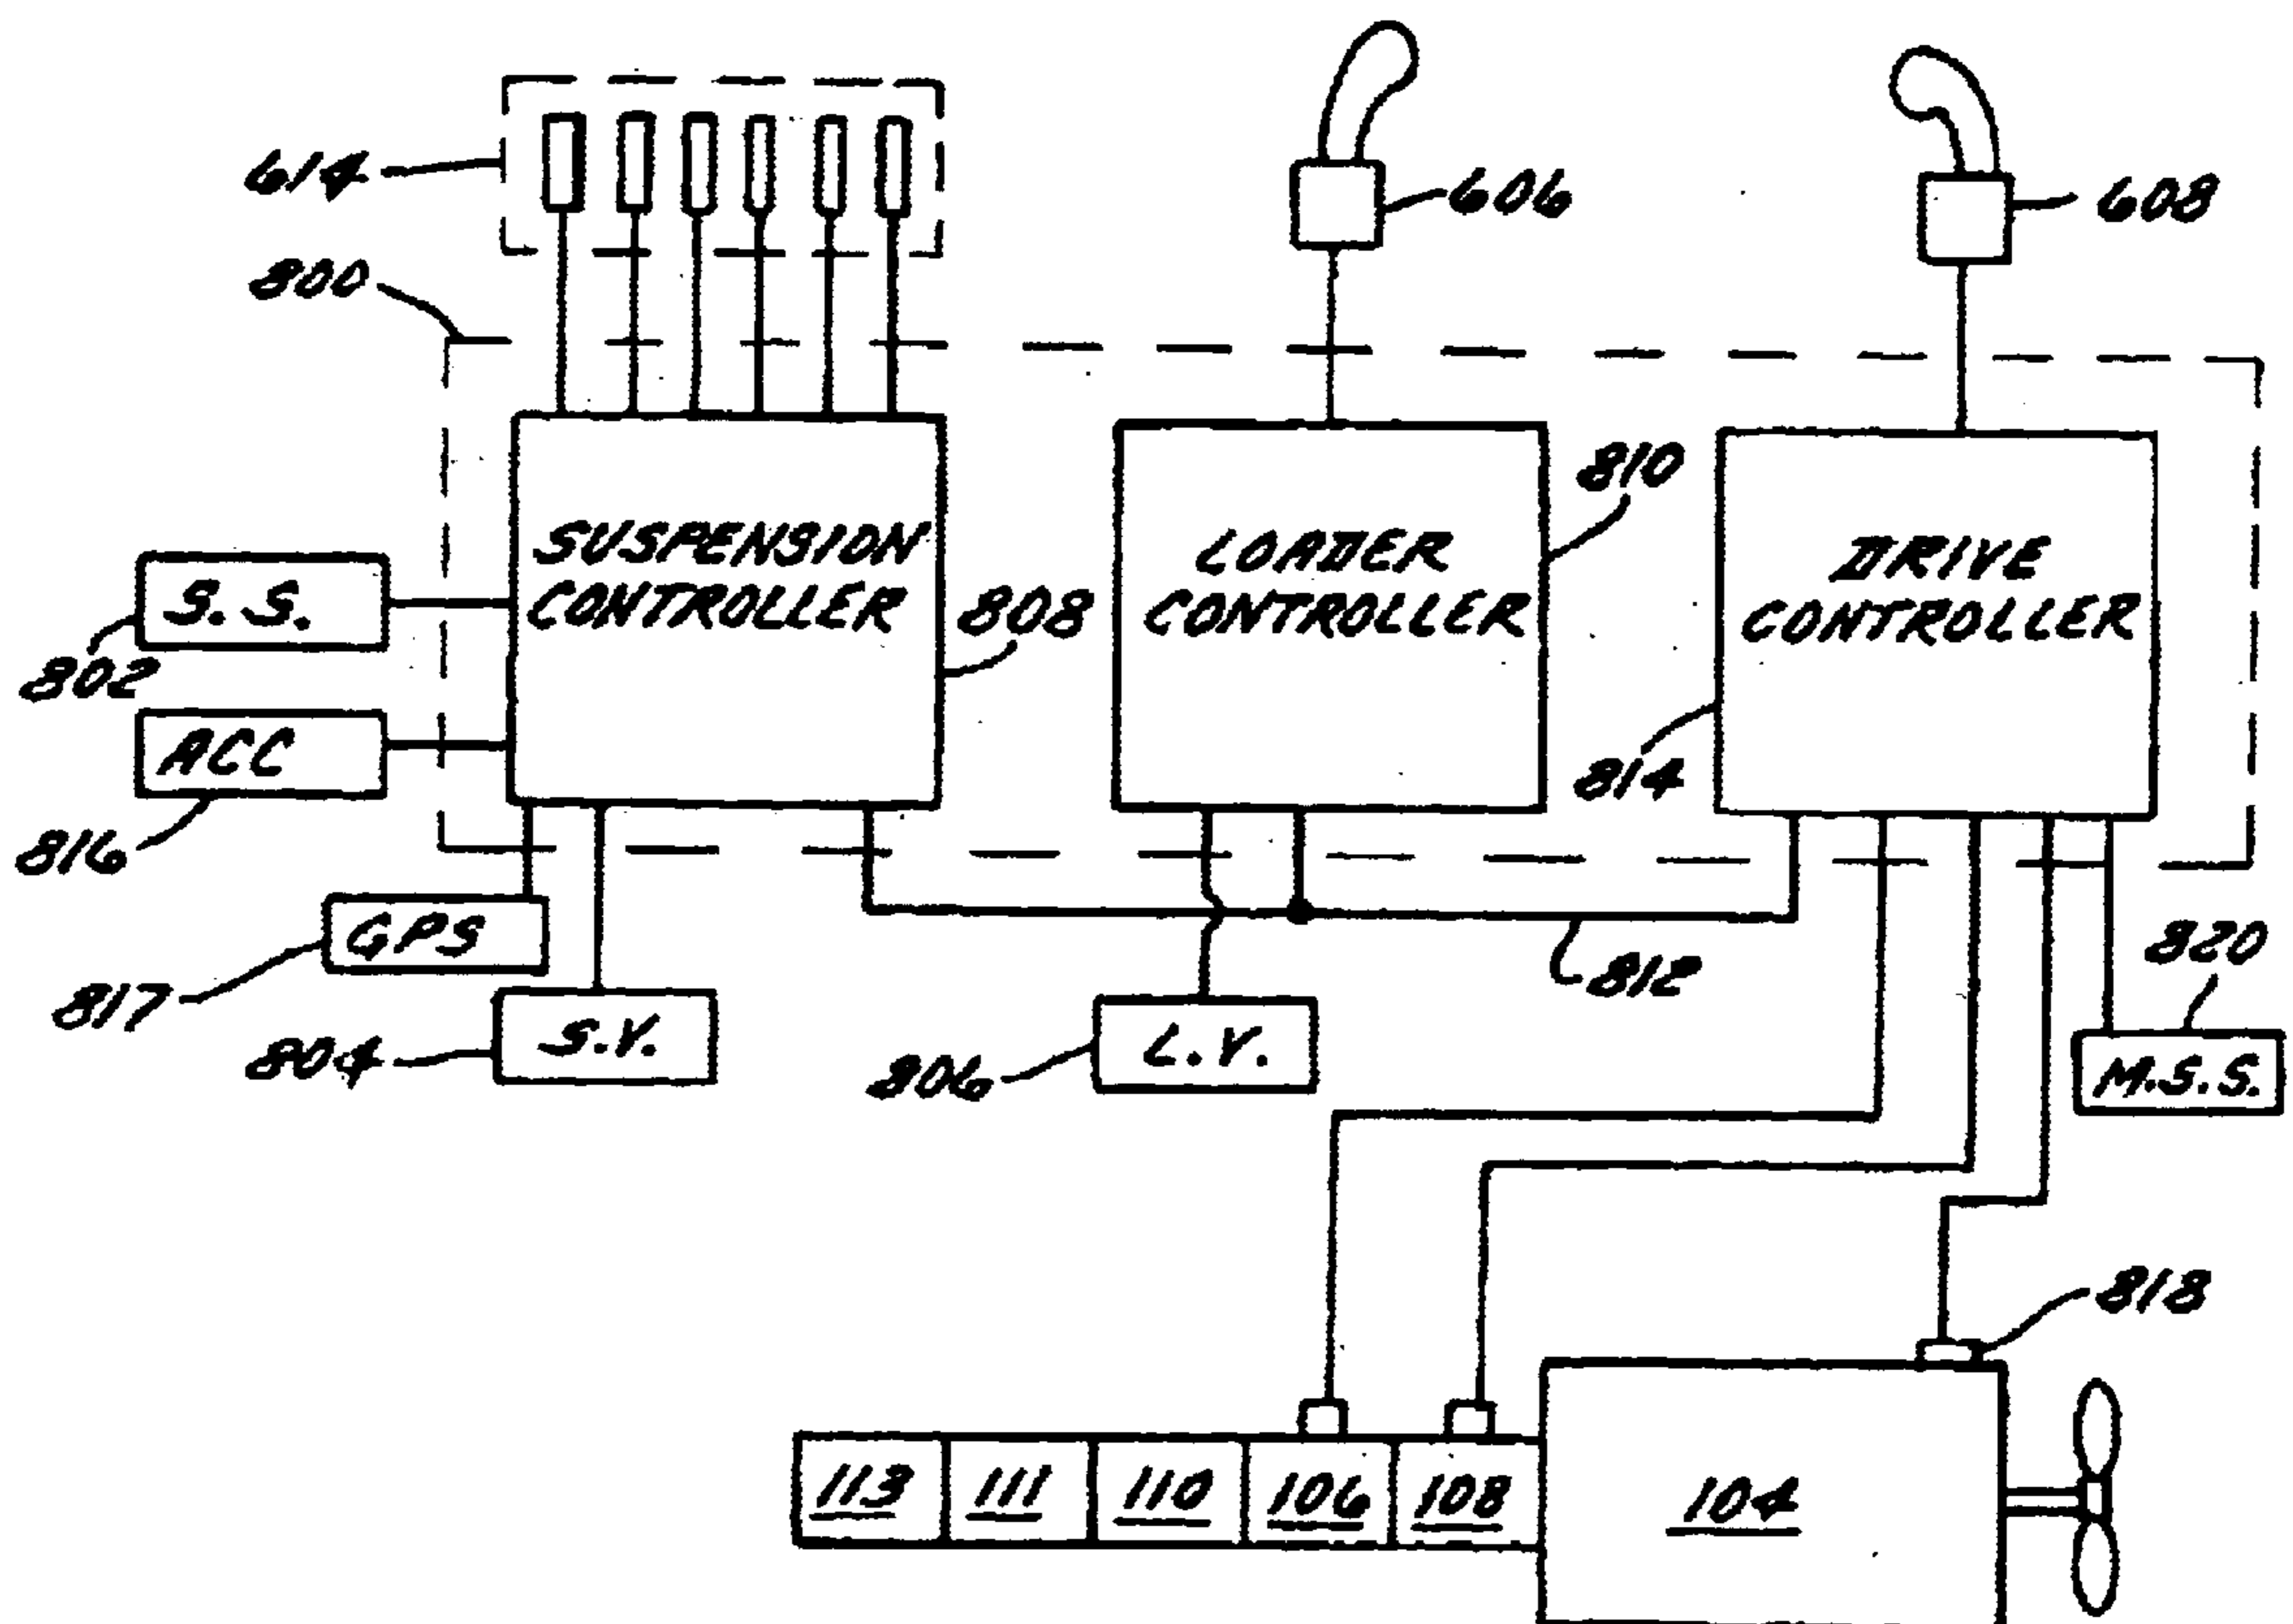 614
606
608
800
SUSPENSION
CONTROLLER
808
LOADER
CONTROLLER
810
DRIVE
CONTROLLER
814
S.S.
802
ACC
816
GPS
817
S.V.
804
L.V.
806
812
820
M.S.S.
818
113
111
110
106
108
104